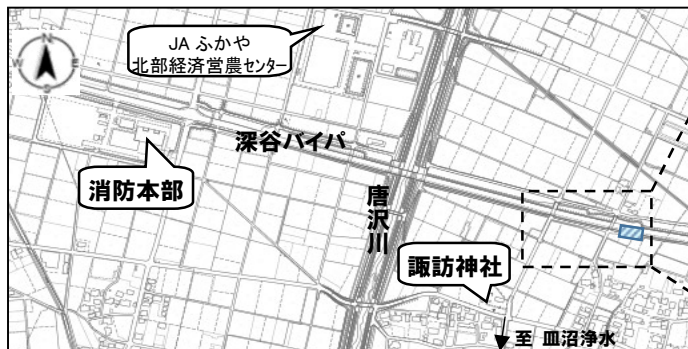 N
W
E
S
JA ふかや
北部経済営農センター
深谷バイパ
消防本部
唐沢川
諏訪神社
至 皿沼浄水